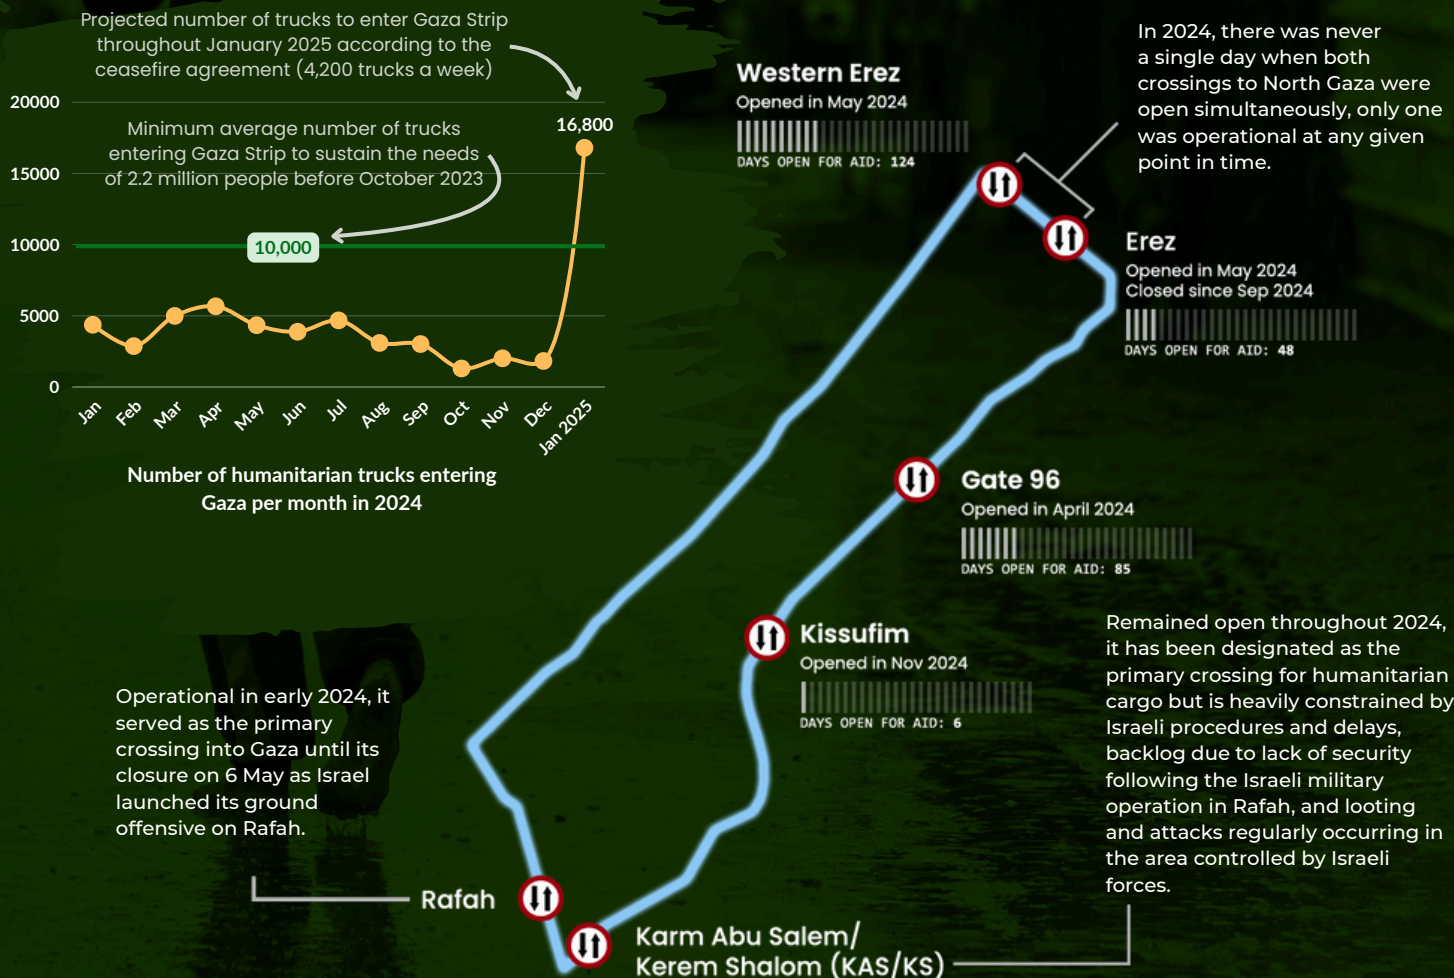 Projected number of trucks to enter Gaza Strip
throughout January 2025 according to the
ceasefire agreement (4,200 trucks a week)
20000
16,800
Minimum average number of trucks
entering Gaza Strip to sustain the needs
of 2.2 million people before October 2023
15000
10000
10,000
5000
0
Jan
Feb
Mar
Apr
May
Jun
Jul
Aug
Sep
Oct
Nov
Dec
Jan 2025
Number of humanitarian trucks entering
Gaza per month in 2024
Western Erez
Opened in May 2024
DAYS OPEN FOR AID: 124
In 2024, there was never
a single day when both
crossings to North Gaza were
open simultaneously, only one
was operational at any given
point in time.
Erez
Opened in May 2024
Closed since Sep 2024
DAYS OPEN FOR AID: 48
Gate 96
Opened in April 2024
DAYS OPEN FOR AID: 85
Kissufim
Opened in Nov 2024
DAYS OPEN FOR AID: 6
Remained open throughout 2024,
it has been designated as the
primary crossing for humanitarian
cargo but is heavily constrained by
Israeli procedures and delays,
backlog due to lack of security
following the Israeli military
operation in Rafah, and looting
and attacks regularly occurring in
the area controlled by Israeli
forces.
Operational in early 2024, it
served as the primary
crossing into Gaza until its
closure on 6 May as Israel
launched its ground
offensive on Rafah.
Rafah
Karm Abu Salem/
Kerem Shalom (KAS/KS)